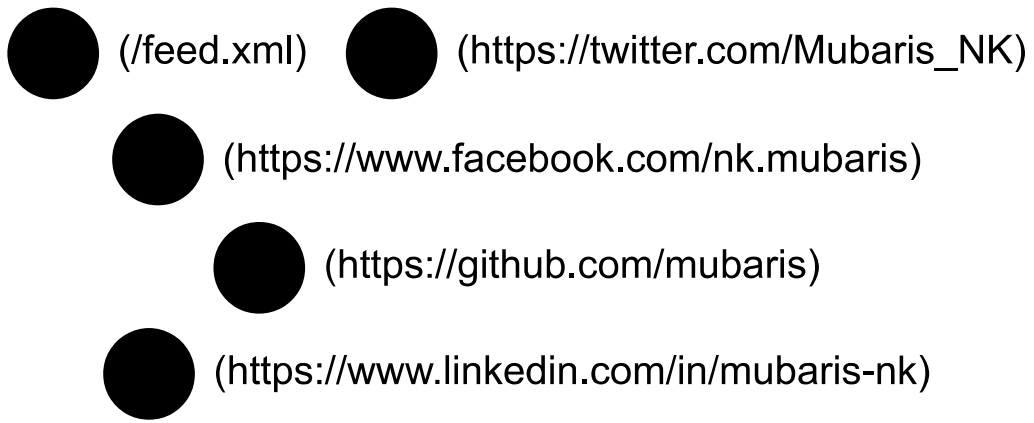 (/feed.xml) (https://twitter.com/Mubaris_NK)
(https://www.facebook.com/nk.mubaris)
(https://github.com/mubaris)
(https://www.linkedin.com/in/mubaris-nk)